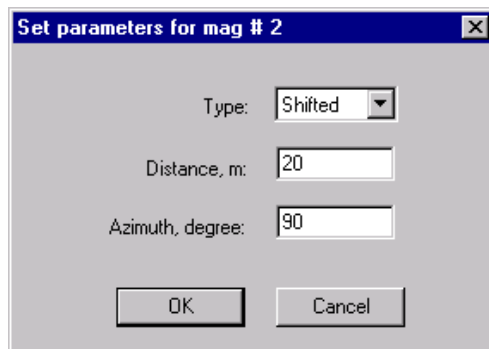 Set parameters for mag # 2
Type: Shifted
Distance, m: 20
Azimuth, degree: 90
OK Cancel